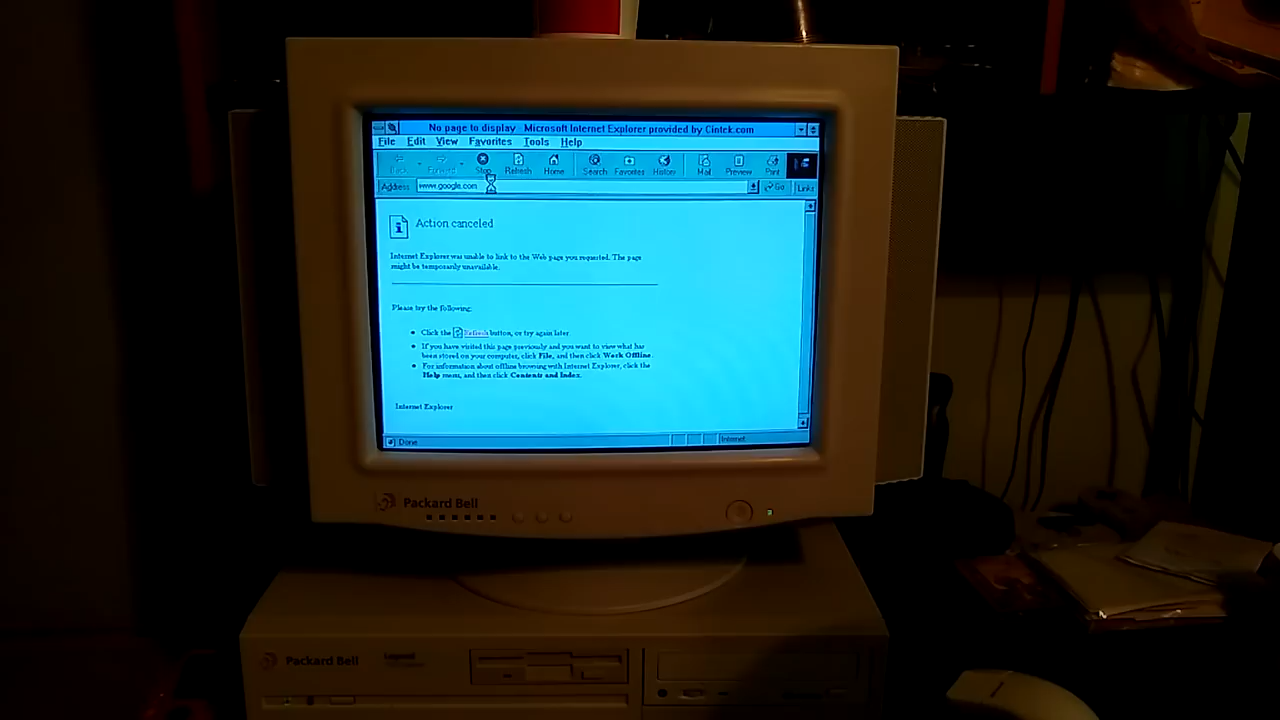 No page to display - Microsoft Internet Explorer provided by Cintek.com
File Edit View Favorites Tools Help
Back Forward Stop Refresh Home Search Favorites History Mail Preview Print
Address www.google.com Go Links
Action canceled
Internet Explorer was unable to link to the Web page you requested. The page
might be temporarily unavailable.
Please try the following:
Click the Refresh button, or try again later.
If you have visited this page previously and you want to view what has
been stored on your computer, click File, and then click Work Offline.
For information about offline browsing with Internet Explorer, click the
Help menu, and then click Contents and Index.
Internet Explorer
Done Internet
Packard Bell
Packard Bell Legend